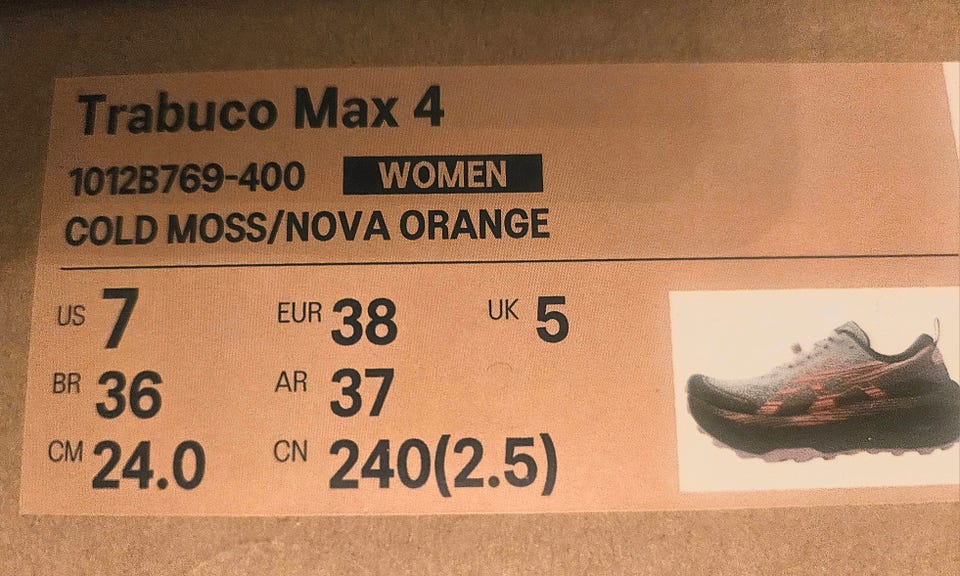 Trabuco Max 4
1012B769-400 WOMEN
COLD MOSS/NOVA ORANGE
US 7 EUR 38 UK 5
BR 36 AR 37
CM 24.0 CN 240(2.5)